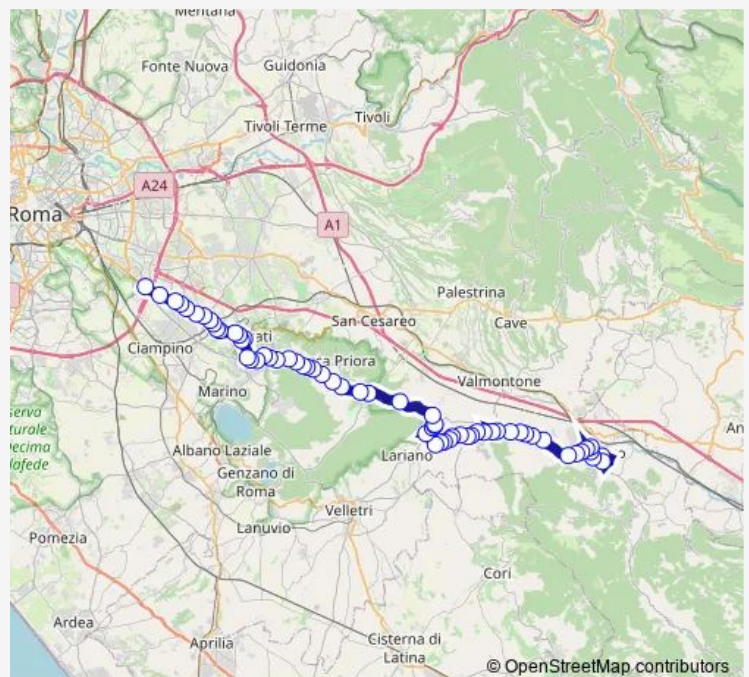 Mentana
Fonte Nuova
Guidonia
Tivoli
Tivoli Terme
A24
Roma
A1
Palestrina
San Cesareo
Cave
Ciampino
Valmontone
Marino
Albano Laziale
Lariano
Genzano di
Roma
Velletri
Lanuvio
Pomezia
Cori
Ardea
Aprilia
Cisterna di
Latina
© OpenStreetMap contributors